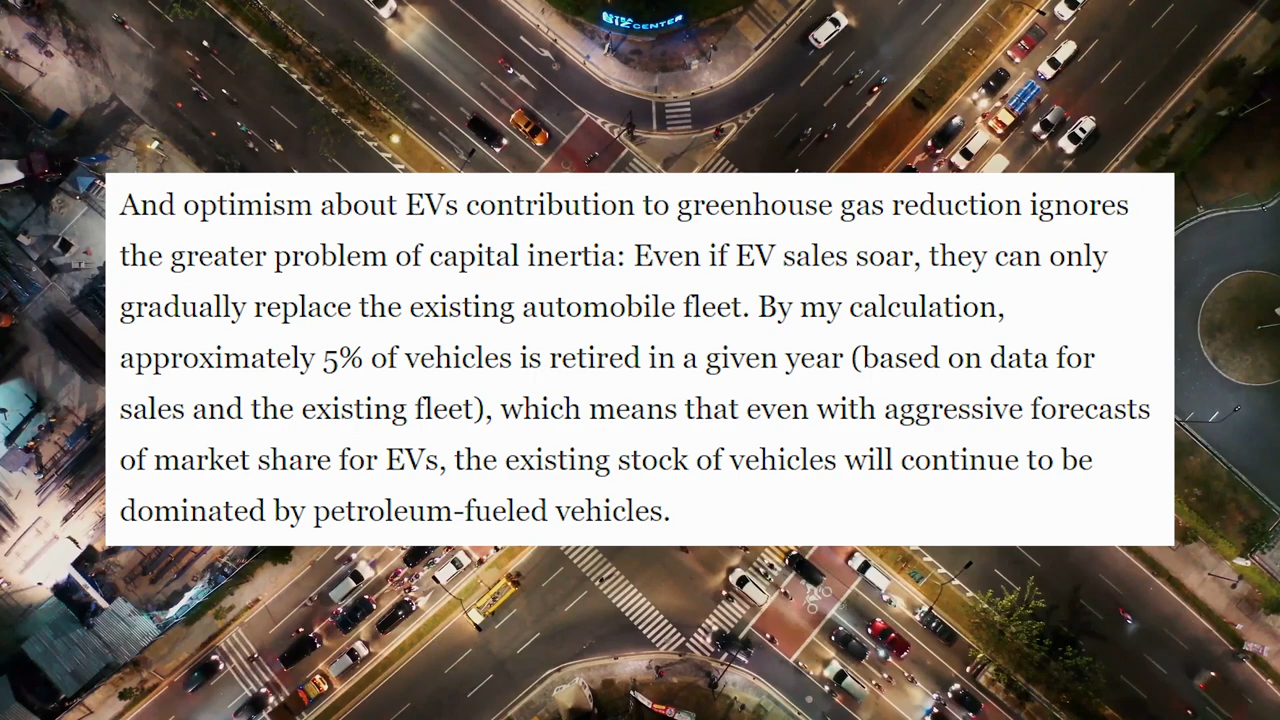 BIZ CENTER
And optimism about EVs contribution to greenhouse gas reduction ignores
the greater problem of capital inertia: Even if EV sales soar, they can only
gradually replace the existing automobile fleet. By my calculation,
approximately 5% of vehicles is retired in a given year (based on data for
sales and the existing fleet), which means that even with aggressive forecasts
of market share for EVs, the existing stock of vehicles will continue to be
dominated by petroleum-fueled vehicles.